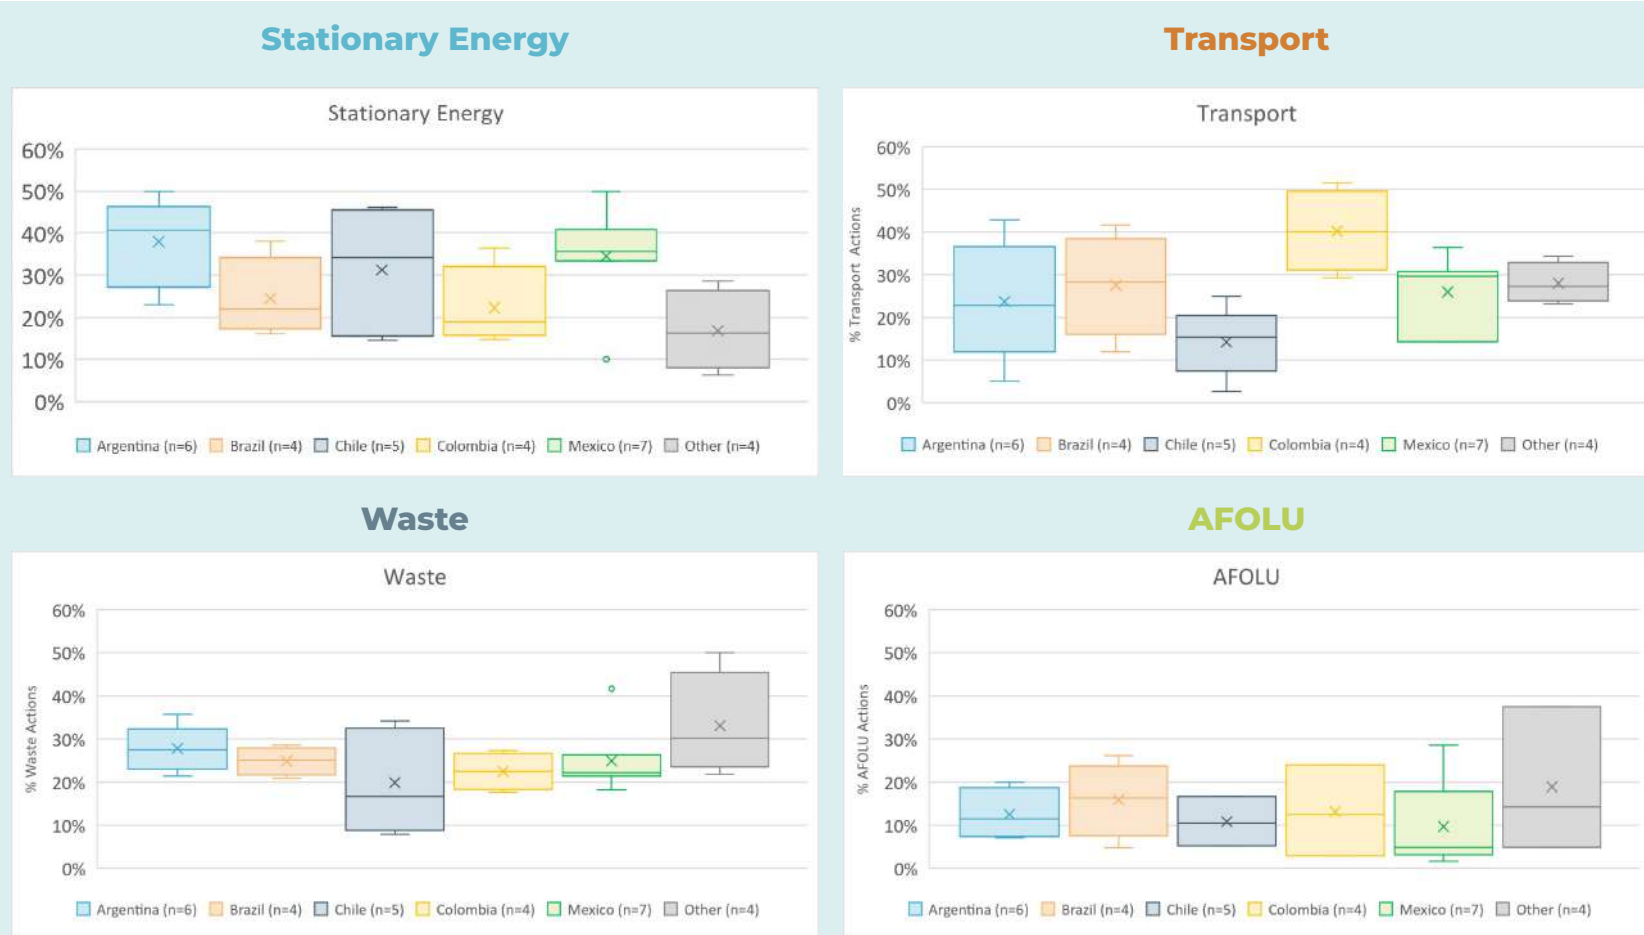 Stationary Energy
Transport
Stationary Energy
60%
50%
40%
30%
20%
10%
0%
Argentina (n=6) Brazil (n=4) Chile (n=5) Colombia (n=4) Mexico (n=7) Other (n=4)
Transport
% Transport Actions
60%
50%
40%
30%
20%
10%
0%
Argentina (n=6) Brazil (n=4) Chile (n=5) Colombia (n=4) Mexico (n=7) Other (n=4)
Waste
AFOLU
Waste
% Waste Actions
60%
50%
40%
30%
20%
10%
0%
Argentina (n=6) Brazil (n=4) Chile (n=5) Colombia (n=4) Mexico (n=7) Other (n=4)
AFOLU
% AFOLU Actions
60%
50%
40%
30%
20%
10%
0%
Argentina (n=6) Brazil (n=4) Chile (n=5) Colombia (n=4) Mexico (n=7) Other (n=4)